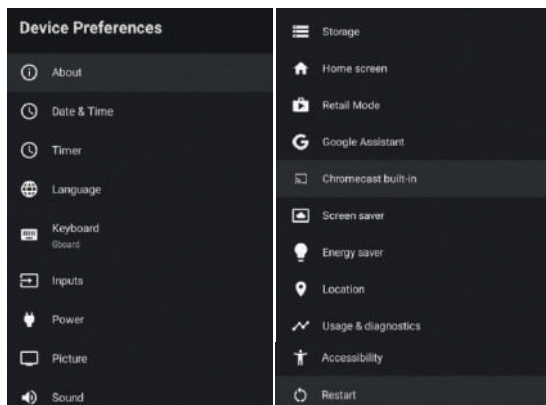 Device Preferences
About
Date & Time
Timer
Language
Keyboard
Gboard
Inputs
Power
Picture
Sound
Storage
Home screen
Retail Mode
Google Assistant
Chromecast built-in
Screen saver
Energy saver
Location
Usage & diagnostics
Accessibility
Restart